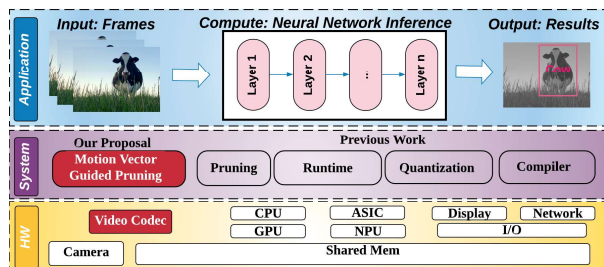 Input: Frames
Compute: Neural Network Inference
Output: Results
Application
Layer 1
Layer 2
...
Layer n
System
Our Proposal
Previous Work
Motion Vector
Guided Pruning
Pruning
Runtime
Quantization
Compiler
HW
Video Codec
CPU
ASIC
Display
Network
GPU
NPU
I/O
Camera
Shared Mem